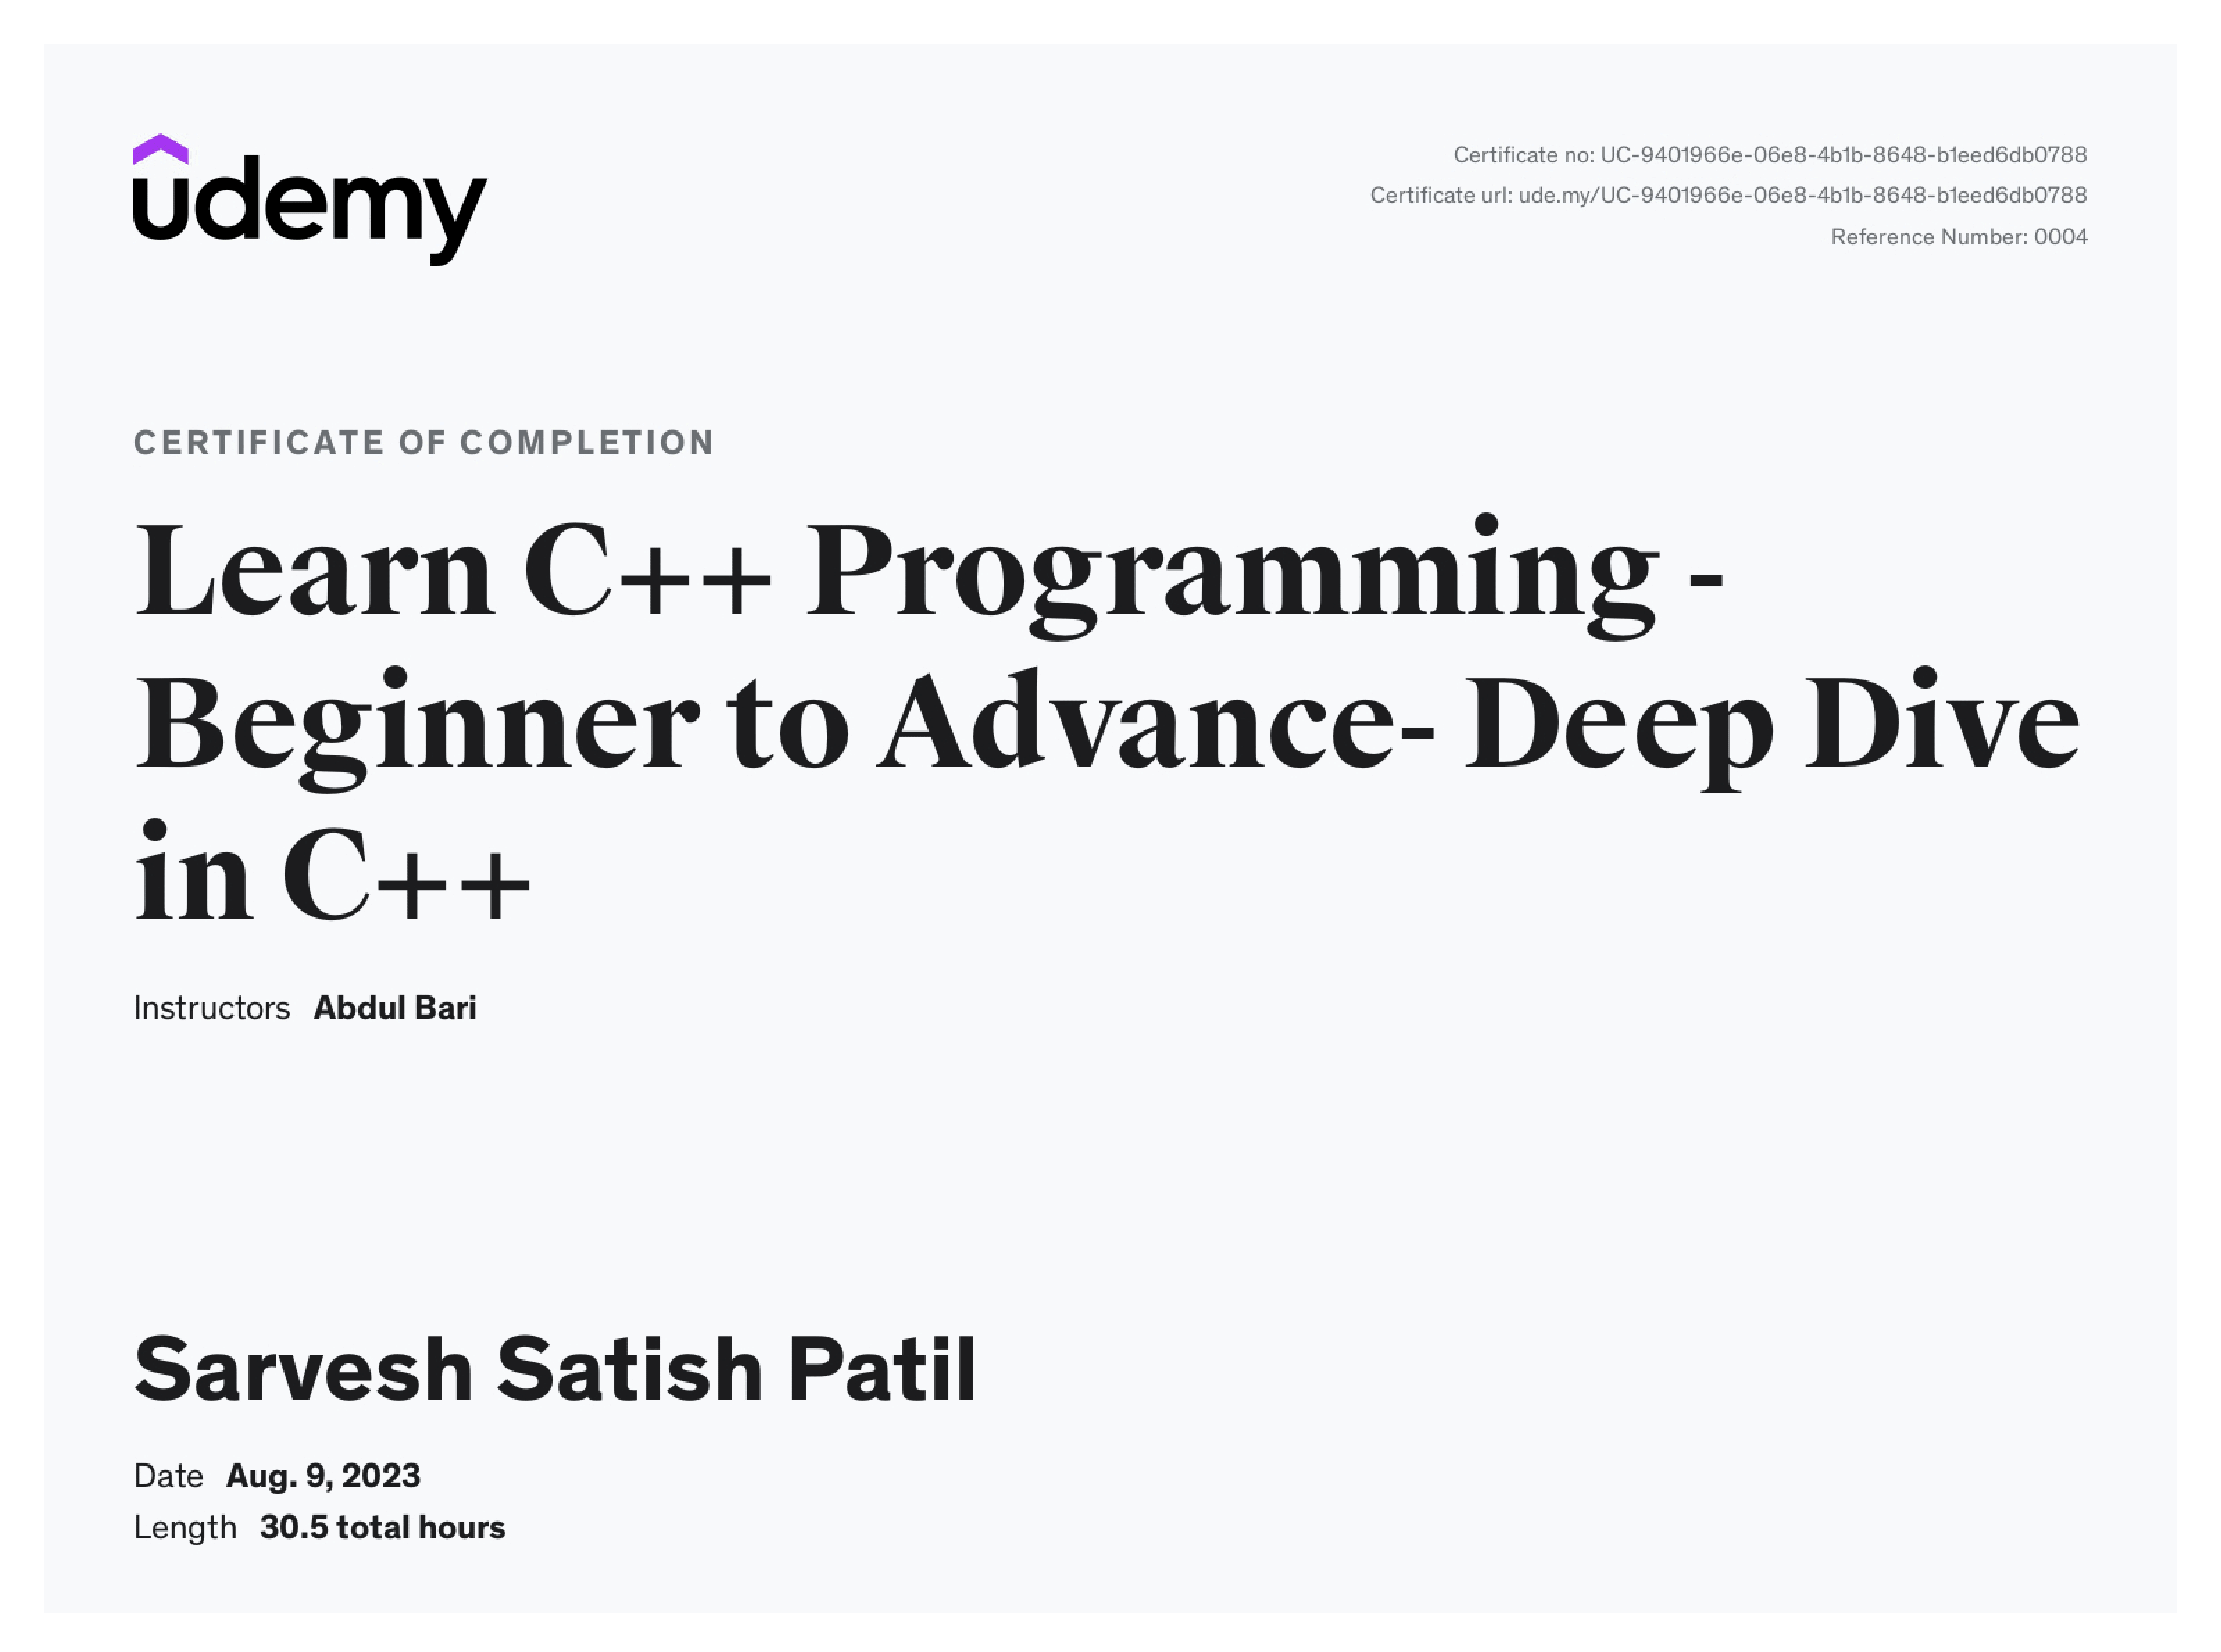 udemy
Certificate no: UC-9401966e-06e8-4b1b-8648-b1eed6db0788
Certificate url: ude.my/UC-9401966e-06e8-4b1b-8648-b1eed6db0788
Reference Number: 0004
CERTIFICATE OF COMPLETION
Learn C++ Programming -
Beginner to Advance- Deep Dive
in C++
Instructors Abdul Bari
Sarvesh Satish Patil
Date Aug. 9, 2023
Length 30.5 total hours